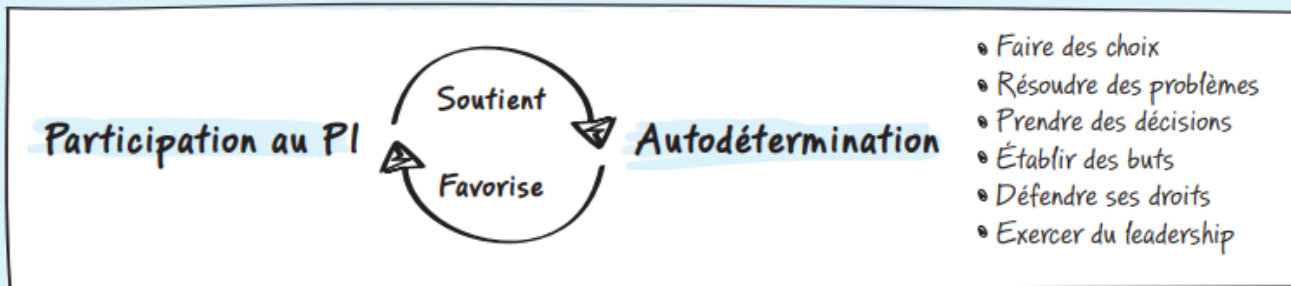 Participation au PI
Soutient
Favorise
Autodétermination
Faire des choix
Résoudre des problèmes
Prendre des décisions
Établir des buts
Défendre ses droits
Exercer du leadership